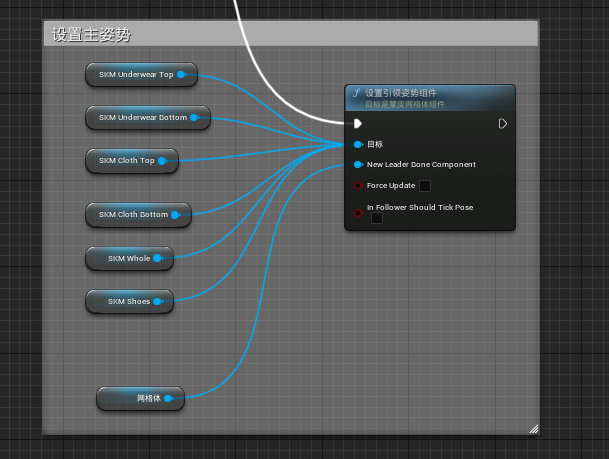 设置主姿势
SKM Underwear Top
SKM Underwear Bottom
SKM Cloth Top
SKM Cloth Bottom
SKM Whole
SKM Shoes
网格体
f 设置引领姿势组件
目标是蒙皮网格体组件
目标
New Leader Bone Component
Force Update
In Follower Should Tick Pose